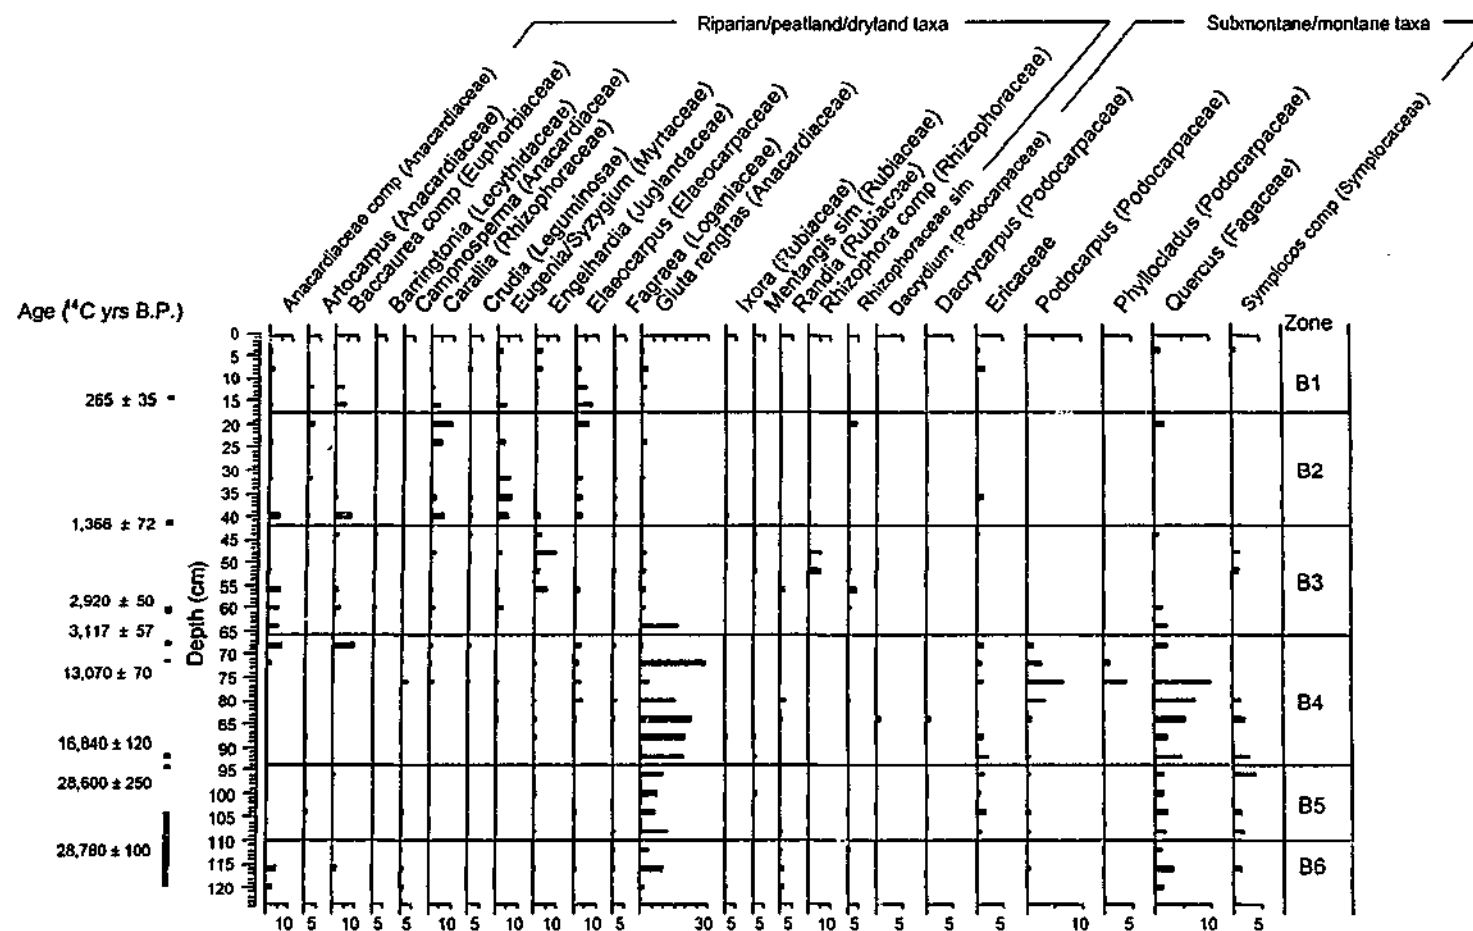 Riparian/peatland/dryland taxa
Submontane/montane taxa
Anacardiaceae comp (Anacardiaceae)
Artocarpus (Anacardiaceae)
Baccaurea comp (Euphorbiaceae)
Barringtonia (Lecythidaceae)
Campnosperma (Anacardiaceae)
Carallia (Rhizophoraceae)
Crudia (Leguminosae)
Eugenia/Syzygium (Myrtaceae)
Engelhardia (Juglandaceae)
Elaeocarpus (Elaeocarpaceae)
Fagraea (Loganiaceae)
Gluta renghas (Anacardiaceae)
Ixora (Rubiaceae)
Mentangis sim (Rubiaceae)
Randia (Rubiaceae)
Rhizophora comp (Rhizophoraceae)
Rhizophoraceae sim
Dacrydium (Podocarpaceae)
Dacrycarpus (Podocarpaceae)
Ericaceae
Podocarpus (Podocarpaceae)
Phyllocladus (Podocarpaceae)
Quercus (Fagaceae)
Symplocos comp (Symplocaceae)
Age (¹⁴C yrs B.P.)
Zone
0
5
10
B1
265 ± 35
15
20
25
30
B2
35
40
1,366 ± 72
45
50
55
B3
2,920 ± 50
60
3,117 ± 57
65
Depth (cm)
70
13,070 ± 70
75
80
B4
85
16,840 ± 120
90
95
28,600 ± 250
100
B5
105
110
28,780 ± 100
115
B6
120
10 5 10 5 5 10 5 10 10 10 5 30 5 5 5 10 5 5 5 5 10 5 10 5